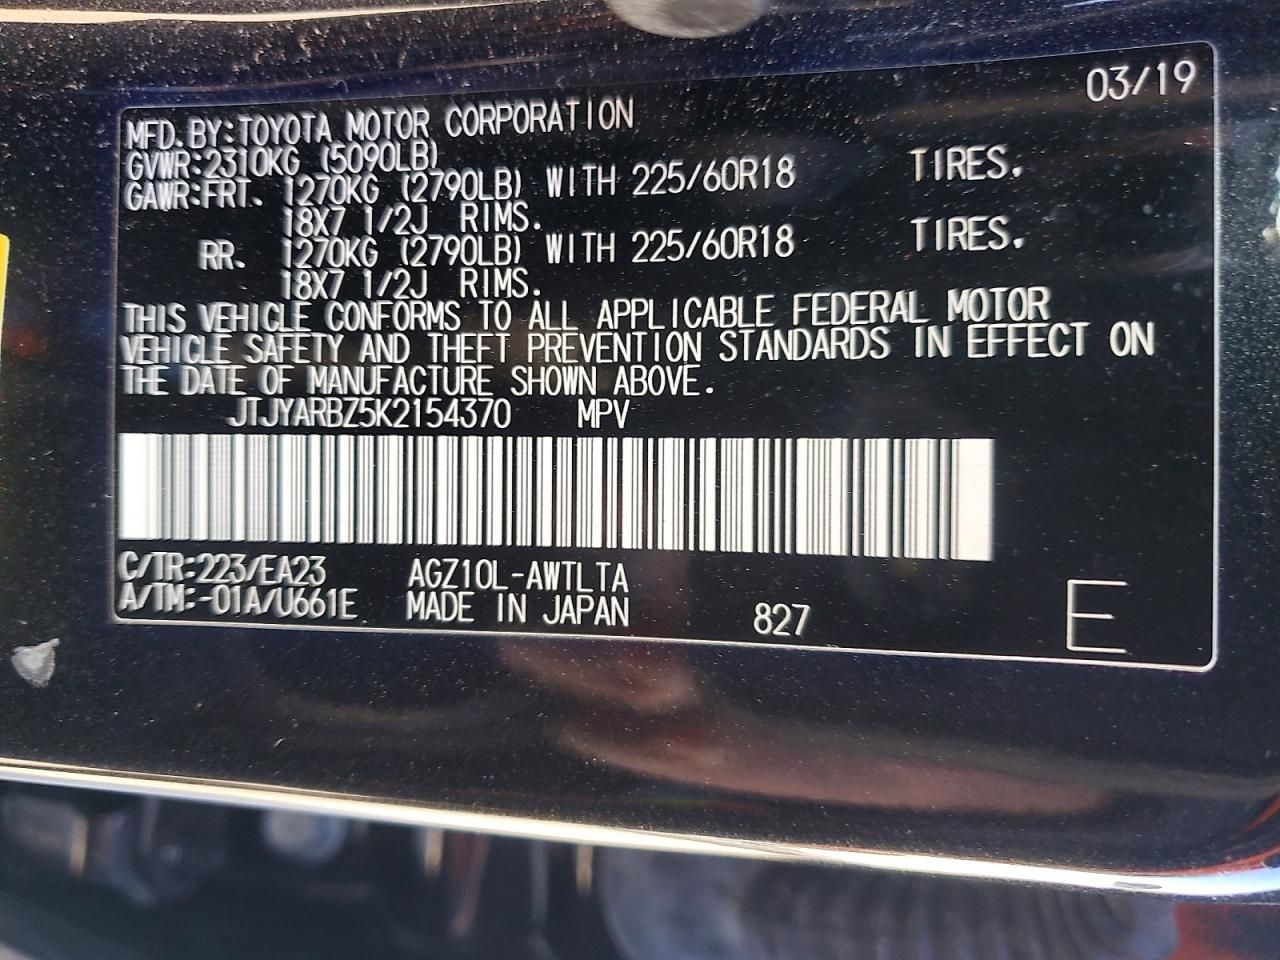 03/19
MFD.BY:TOYOTA MOTOR CORPORATION
GVWR:2310KG (5090LB)
GAWR:FRT. 1270KG (2790LB) WITH 225/60R18 TIRES.
18X7 1/2J RIMS.
RR. 1270KG (2790LB) WITH 225/60R18 TIRES.
18X7 1/2J RIMS.
THIS VEHICLE CONFORMS TO ALL APPLICABLE FEDERAL MOTOR
VEHICLE SAFETY AND THEFT PREVENTION STANDARDS IN EFFECT ON
THE DATE OF MANUFACTURE SHOWN ABOVE.
JTJYARBZ5K2154370 MPV
C/TR:223/EA23 AGZ10L-AWTLTA
A/TM:-01A/U661E MADE IN JAPAN 827 E